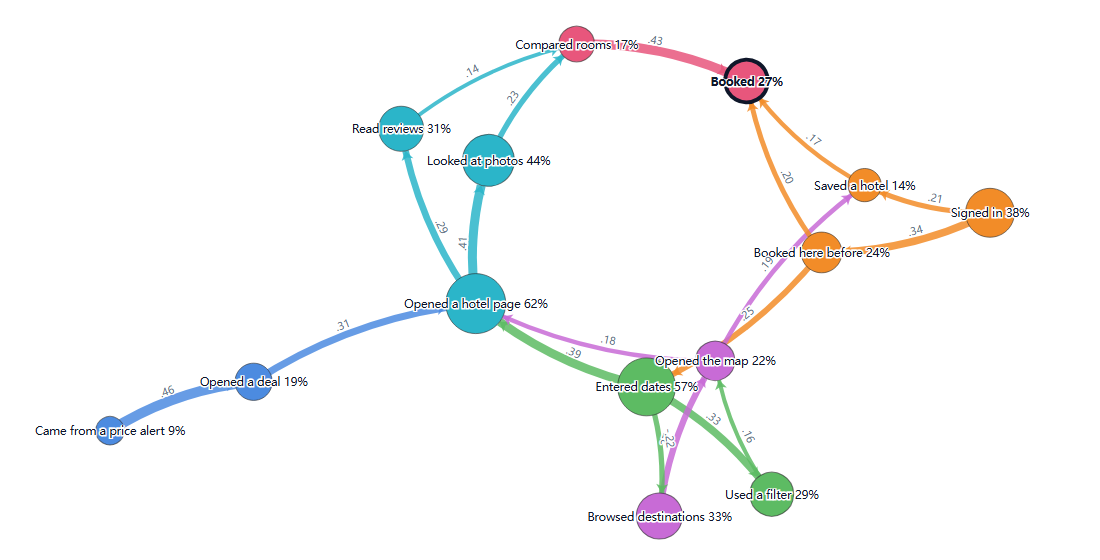 Compared rooms 17%
.43
Booked 27%
.14
.23
Read reviews 31%
Looked at photos 44%
.17
.20
Saved a hotel 14%
.21
Signed in 38%
.29
.41
.34
Booked here before 24%
.19
Opened a hotel page 62%
.25
.31
.18
.39
Opened the map 22%
Opened a deal 19%
Entered dates 57%
.46
.33
Came from a price alert 9%
.22
.16
Used a filter 29%
Browsed destinations 33%